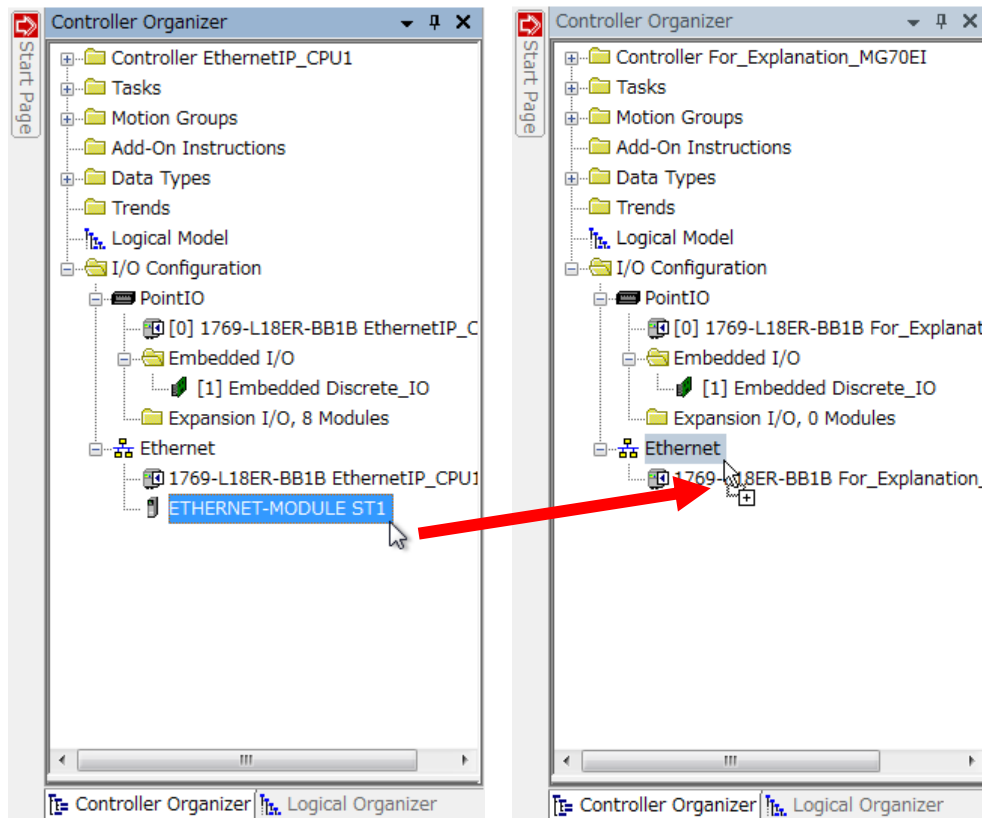 Controller Organizer
Start Page
Controller EthernetIP_CPU1
Tasks
Motion Groups
Add-On Instructions
Data Types
Trends
Logical Model
I/O Configuration
PointIO
[0] 1769-L18ER-BB1B EthernetIP_C
Embedded I/O
[1] Embedded Discrete_IO
Expansion I/O, 8 Modules
Ethernet
1769-L18ER-BB1B EthernetIP_CPU1
ETHERNET-MODULE ST1
Controller Organizer
Logical Organizer
Controller Organizer
Start Page
Controller For_Explanation_MG70EI
Tasks
Motion Groups
Add-On Instructions
Data Types
Trends
Logical Model
I/O Configuration
PointIO
[0] 1769-L18ER-BB1B For_Explanat
Embedded I/O
[1] Embedded Discrete_IO
Expansion I/O, 0 Modules
Ethernet
1769-L18ER-BB1B For_Explanation_
Controller Organizer
Logical Organizer